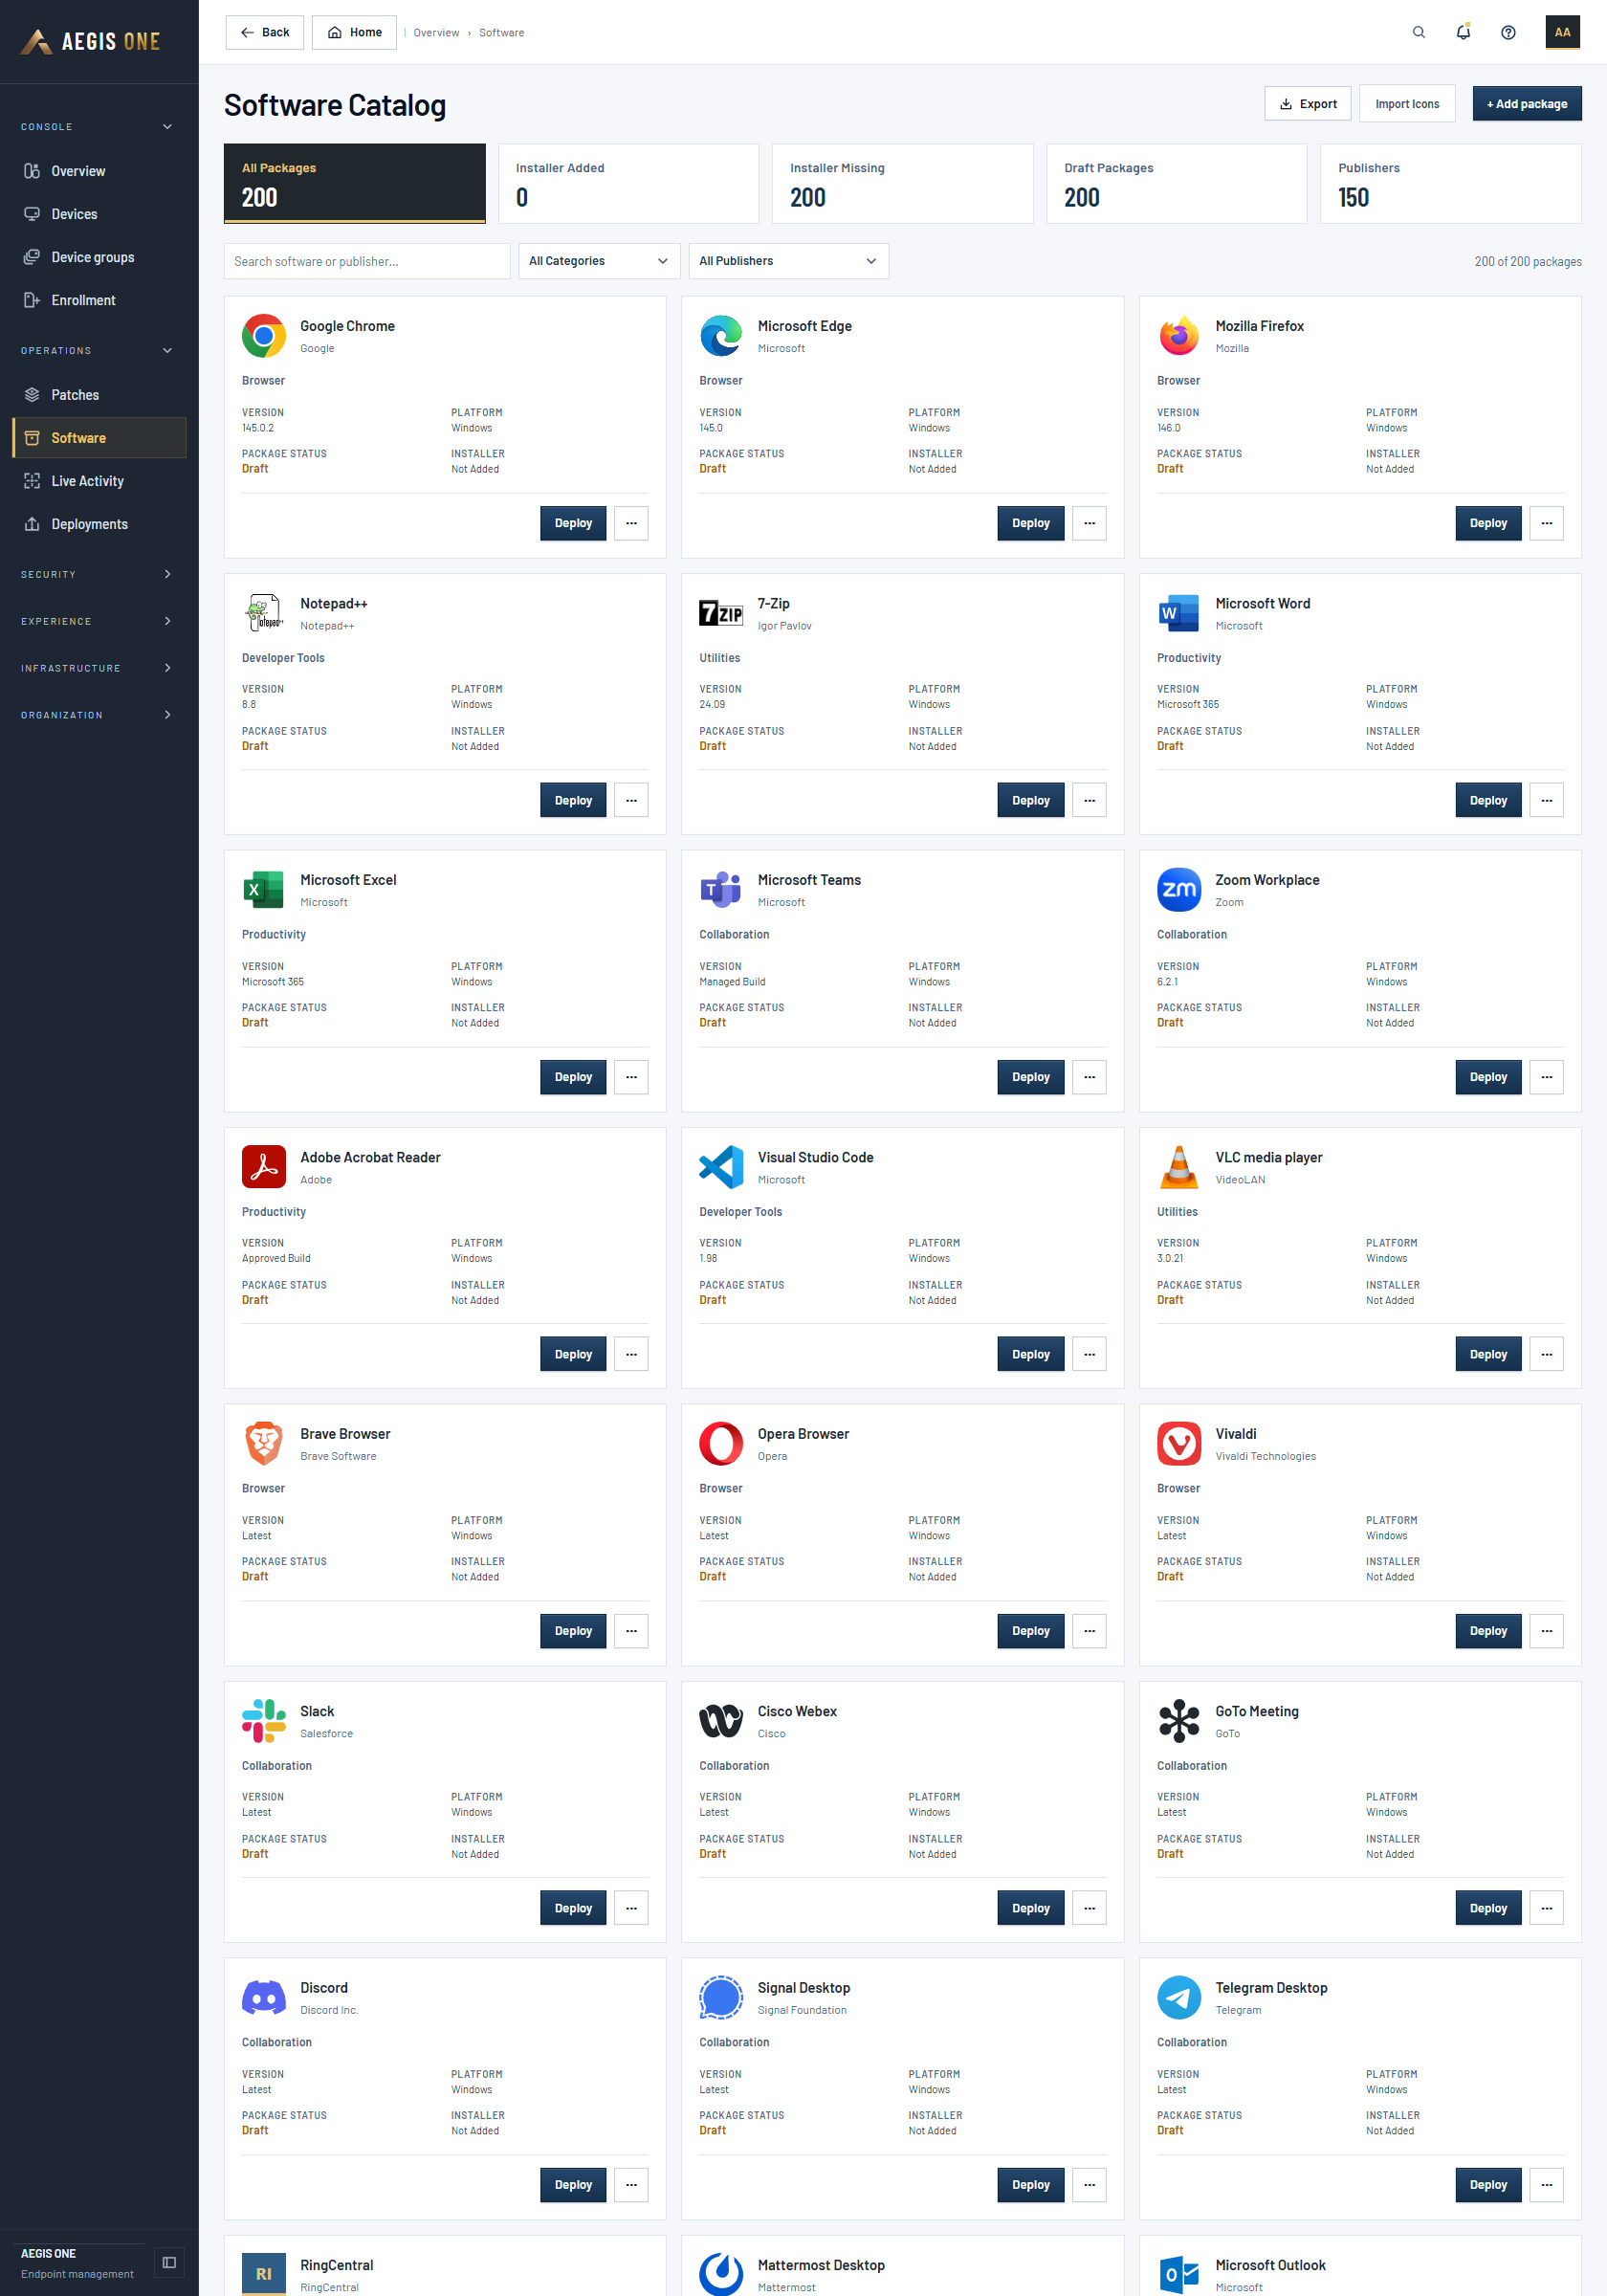 AEGIS ONE
CONSOLE
Overview
Devices
Device groups
Enrollment
OPERATIONS
Patches
Software
Live Activity
Deployments
SECURITY
EXPERIENCE
INFRASTRUCTURE
ORGANIZATION
AEGIS ONE
Endpoint management
Back Home | Overview › Software
AA
Software Catalog
Export Import Icons + Add package
All Packages
200
Installer Added
0
Installer Missing
200
Draft Packages
200
Publishers
150
Search software or publisher... All Categories All Publishers 200 of 200 packages
Google Chrome
Google
Browser
VERSION PLATFORM
145.0.2 Windows
PACKAGE STATUS INSTALLER
Draft Not Added
Deploy ...
Microsoft Edge
Microsoft
Browser
VERSION PLATFORM
145.0 Windows
PACKAGE STATUS INSTALLER
Draft Not Added
Deploy ...
Mozilla Firefox
Mozilla
Browser
VERSION PLATFORM
146.0 Windows
PACKAGE STATUS INSTALLER
Draft Not Added
Deploy ...
Notepad++
Notepad++
Notepad++
Developer Tools
VERSION PLATFORM
8.8 Windows
PACKAGE STATUS INSTALLER
Draft Not Added
Deploy ...
7ZIP
7-Zip
Igor Pavlov
Utilities
VERSION PLATFORM
24.09 Windows
PACKAGE STATUS INSTALLER
Draft Not Added
Deploy ...
W
Microsoft Word
Microsoft
Productivity
VERSION PLATFORM
Microsoft 365 Windows
PACKAGE STATUS INSTALLER
Draft Not Added
Deploy ...
X
Microsoft Excel
Microsoft
Productivity
VERSION PLATFORM
Microsoft 365 Windows
PACKAGE STATUS INSTALLER
Draft Not Added
Deploy ...
T
Microsoft Teams
Microsoft
Collaboration
VERSION PLATFORM
Managed Build Windows
PACKAGE STATUS INSTALLER
Draft Not Added
Deploy ...
zm
Zoom Workplace
Zoom
Collaboration
VERSION PLATFORM
6.2.1 Windows
PACKAGE STATUS INSTALLER
Draft Not Added
Deploy ...
Adobe Acrobat Reader
Adobe
Productivity
VERSION PLATFORM
Approved Build Windows
PACKAGE STATUS INSTALLER
Draft Not Added
Deploy ...
Visual Studio Code
Microsoft
Developer Tools
VERSION PLATFORM
1.98 Windows
PACKAGE STATUS INSTALLER
Draft Not Added
Deploy ...
VLC media player
VideoLAN
Utilities
VERSION PLATFORM
3.0.21 Windows
PACKAGE STATUS INSTALLER
Draft Not Added
Deploy ...
Brave Browser
Brave Software
Browser
VERSION PLATFORM
Latest Windows
PACKAGE STATUS INSTALLER
Draft Not Added
Deploy ...
Opera Browser
Opera
Browser
VERSION PLATFORM
Latest Windows
PACKAGE STATUS INSTALLER
Draft Not Added
Deploy ...
Vivaldi
Vivaldi Technologies
Browser
VERSION PLATFORM
Latest Windows
PACKAGE STATUS INSTALLER
Draft Not Added
Deploy ...
Slack
Salesforce
Collaboration
VERSION PLATFORM
Latest Windows
PACKAGE STATUS INSTALLER
Draft Not Added
Deploy ...
Cisco Webex
Cisco
Collaboration
VERSION PLATFORM
Latest Windows
PACKAGE STATUS INSTALLER
Draft Not Added
Deploy ...
GoTo Meeting
GoTo
Collaboration
VERSION PLATFORM
Latest Windows
PACKAGE STATUS INSTALLER
Draft Not Added
Deploy ...
Discord
Discord Inc.
Collaboration
VERSION PLATFORM
Latest Windows
PACKAGE STATUS INSTALLER
Draft Not Added
Deploy ...
Signal Desktop
Signal Foundation
Collaboration
VERSION PLATFORM
Latest Windows
PACKAGE STATUS INSTALLER
Draft Not Added
Deploy ...
Telegram Desktop
Telegram
Collaboration
VERSION PLATFORM
Latest Windows
PACKAGE STATUS INSTALLER
Draft Not Added
Deploy ...
RI
RingCentral
RingCentral
Mattermost Desktop
Mattermost
O
Microsoft Outlook
Microsoft